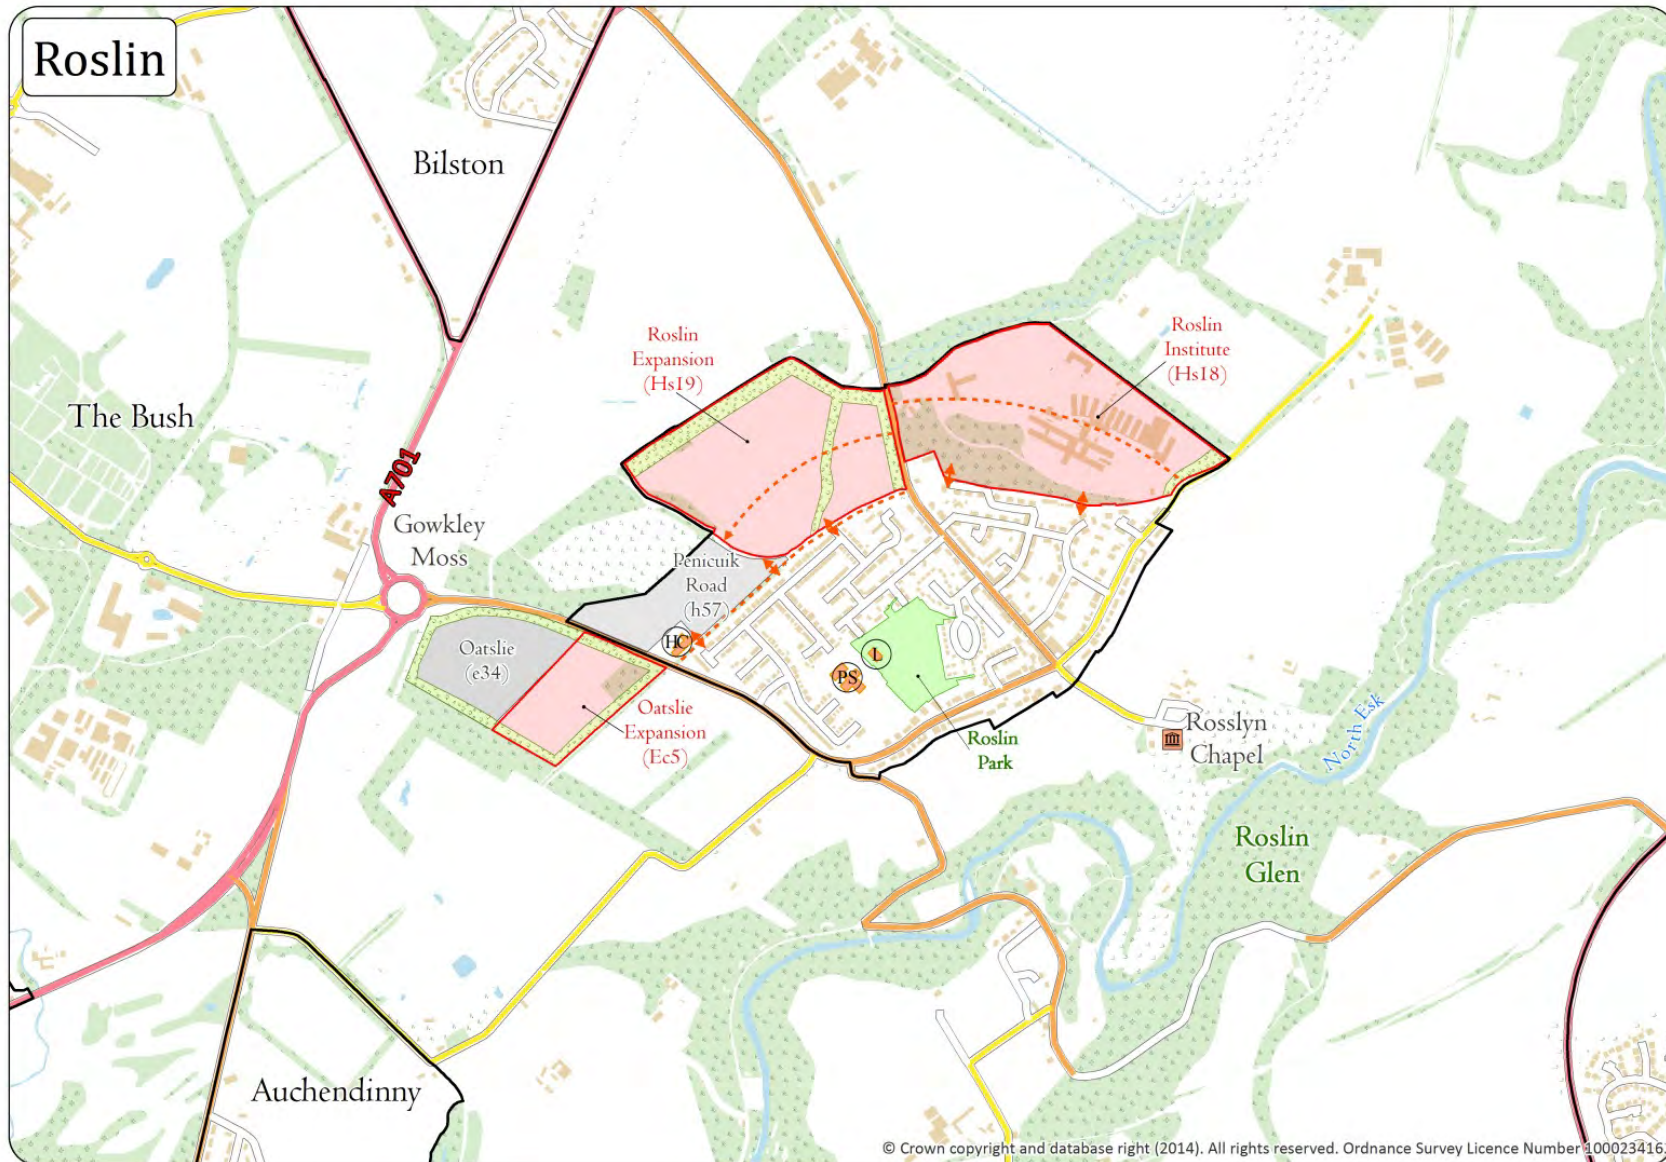 Roslin
Bilston
Roslin
Expansion
(Hs19)
Roslin
Institute
(Hs18)
The Bush
A701
Gowkley
Moss
Penicuik
Road
(h57)
HC
L
PS
Oatslie
(e34)
Oatslie
Expansion
(Ec5)
Roslin
Park
Rosslyn
Chapel
North Esk
Roslin
Glen
Auchendinny
© Crown copyright and database right (2014). All rights reserved. Ordnance Survey Licence Number 100023416.